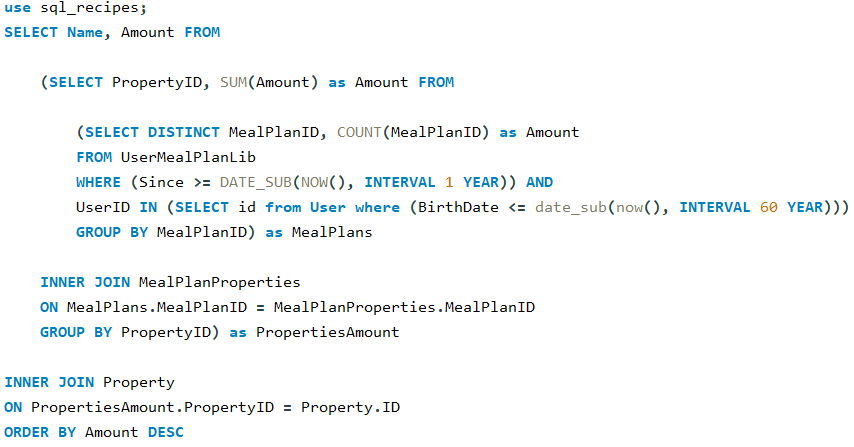 use sql_recipes;
SELECT Name, Amount FROM
(SELECT PropertyID, SUM(Amount) as Amount FROM
(SELECT DISTINCT MealPlanID, COUNT(MealPlanID) as Amount
FROM UserMealPlanLib
WHERE (Since >= DATE_SUB(NOW(), INTERVAL 1 YEAR)) AND
UserID IN (SELECT id from User where (BirthDate <= date_sub(now(), INTERVAL 60 YEAR)))
GROUP BY MealPlanID) as MealPlans
INNER JOIN MealPlanProperties
ON MealPlans.MealPlanID = MealPlanProperties.MealPlanID
GROUP BY PropertyID) as PropertiesAmount
INNER JOIN Property
ON PropertiesAmount.PropertyID = Property.ID
ORDER BY Amount DESC